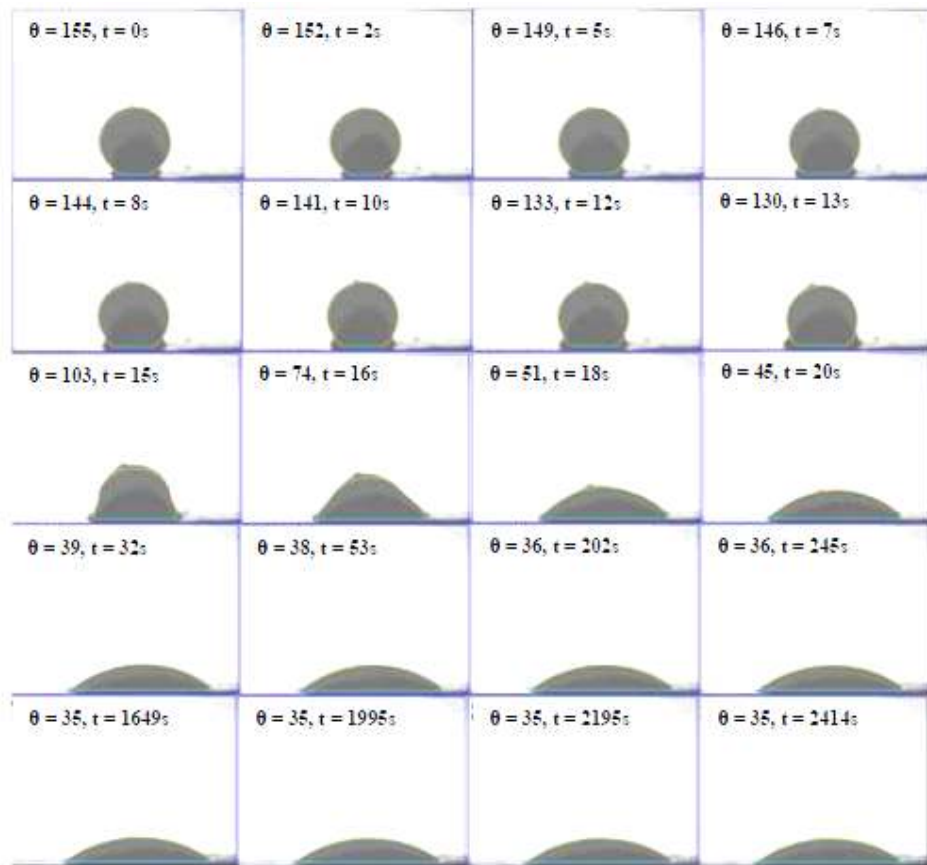 θ = 155, t = 0s
θ = 152, t = 2s
θ = 149, t = 5s
θ = 146, t = 7s
θ = 144, t = 8s
θ = 141, t = 10s
θ = 133, t = 12s
θ = 130, t = 13s
θ = 103, t = 15s
θ = 74, t = 16s
θ = 51, t = 18s
θ = 45, t = 20s
θ = 39, t = 32s
θ = 38, t = 53s
θ = 36, t = 202s
θ = 36, t = 245s
θ = 35, t = 1649s
θ = 35, t = 1995s
θ = 35, t = 2195s
θ = 35, t = 2414s